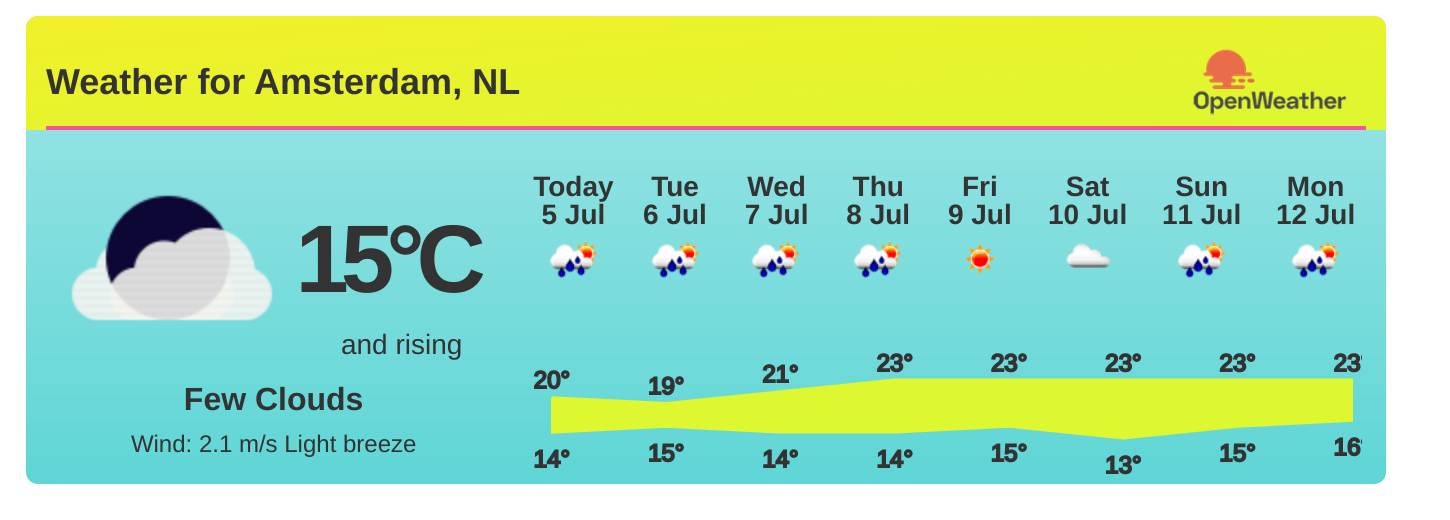 Weather for Amsterdam, NL
OpenWeather
15°C
and rising
Few Clouds
Wind: 2.1 m/s Light breeze
Today Tue Wed Thu Fri Sat Sun Mon
5 Jul 6 Jul 7 Jul 8 Jul 9 Jul 10 Jul 11 Jul 12 Jul
20° 19° 21° 23° 23° 23° 23° 23°
14° 15° 14° 14° 15° 13° 15° 16°